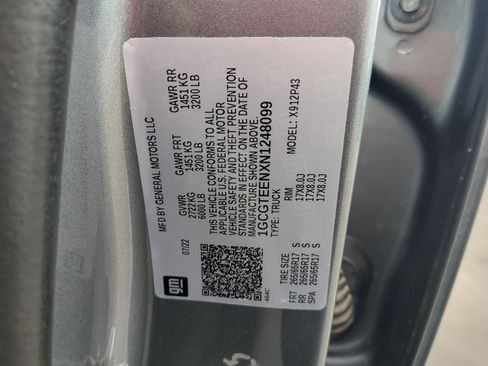 MFD BY GENERAL MOTORS LLC
07/22
GVWR
2722 KG
6000 LB
GAWR FRT
1451 KG
3200 LB
GAWR RR
1451 KG
3200 LB
THIS VEHICLE CONFORMS TO ALL
APPLICABLE U.S. FEDERAL MOTOR
VEHICLE SAFETY AND THEFT PREVENTION
STANDARDS IN EFFECT ON THE DATE OF
MANUFACTURE SHOWN ABOVE.
1GCGTEENXN1248099
TYPE: TRUCK
MODEL: X912P43
TIRE SIZE
RIM
FRT 265/65R17 S 17X8.0J
RR 265/65R17 S 17X8.0J
SPA 265/65R17 S 17X8.0J
gm